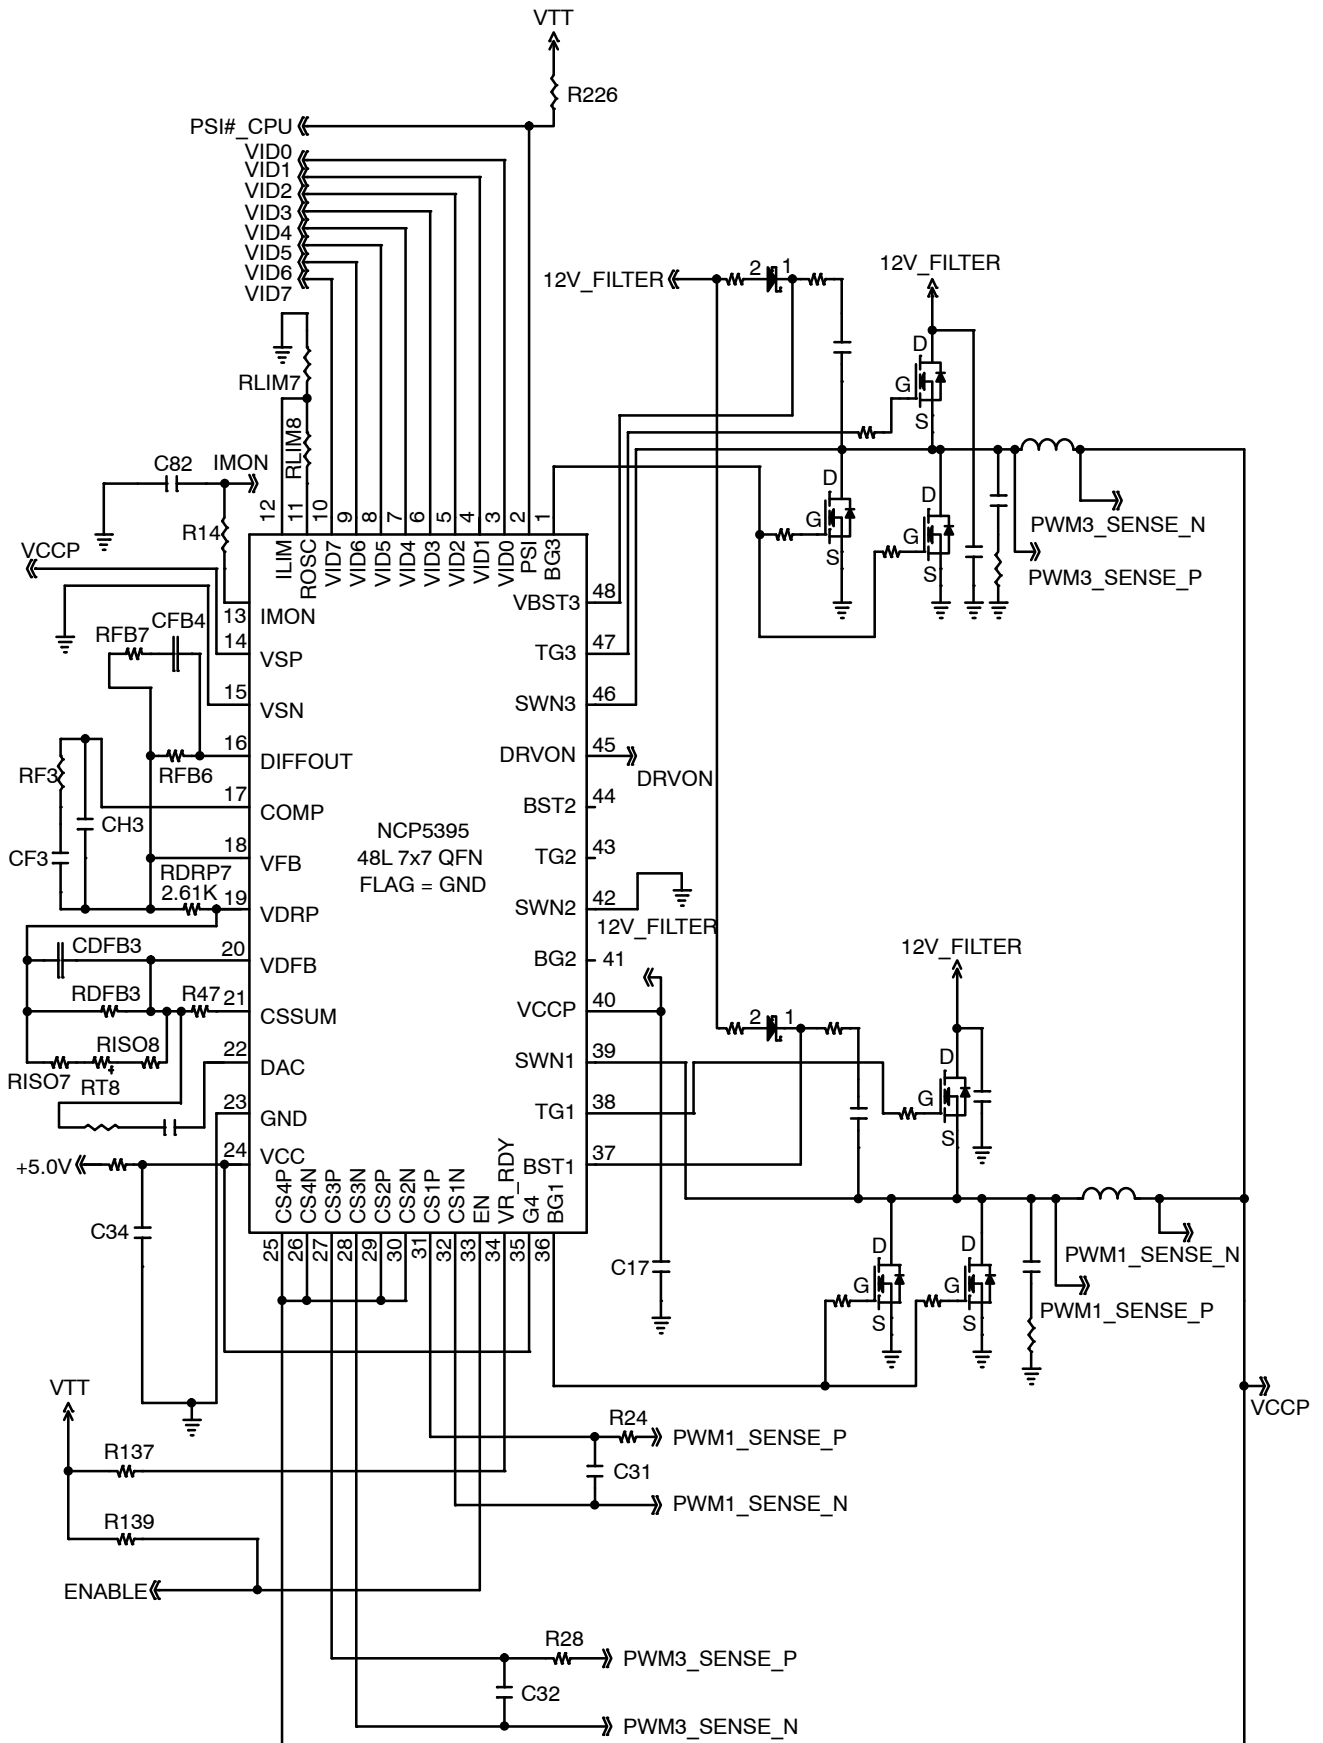 VTT
R226
PSI#_CPU
VID0
VID1
VID2
VID3
VID4
VID5
VID6
VID7
12V_FILTER
2 1
12V_FILTER
D
G
S
RLIM7
RLIM8
C82 IMON
R14
VCCP
12 11 10 9 8 7 6 5 4 3 2 1
ILIM ROSC VID7 VID6 VID5 VID4 VID3 VID2 VID1 VID0 PSI BG3
D
G
S
D
G
S
PWM3_SENSE_N
PWM3_SENSE_P
13 IMON
14 VSP
15 VSN
16 DIFFOUT
17 COMP
18 VFB
19 VDRP
20 VDFB
21 CSSUM
22 DAC
23 GND
24 VCC
RFB7 CFB4
RFB6
RF3
CH3
CF3
RDRP7
2.61K
CDFB3
RDFB3
R47
RISO8
RISO7
RT8
+5.0V
C34
NCP5395
48L 7x7 QFN
FLAG = GND
VBST3 48
TG3 47
SWN3 46
DRVON 45
DRVON
BST2 44
TG2 43
SWN2 42
12V_FILTER
BG2 41
VCCP 40
SWN1 39
TG1 38
BST1 37
2 1
12V_FILTER
D
G
S
CS4P CS4N CS3P CS3N CS2P CS2N CS1P CS1N EN VR_RDY G4 BG1
25 26 27 28 29 30 31 32 33 34 35 36
C17
D
G
S
D
G
S
PWM1_SENSE_N
PWM1_SENSE_P
VCCP
VTT
R137
R139
ENABLE
R24
PWM1_SENSE_P
C31
PWM1_SENSE_N
R28
PWM3_SENSE_P
C32
PWM3_SENSE_N